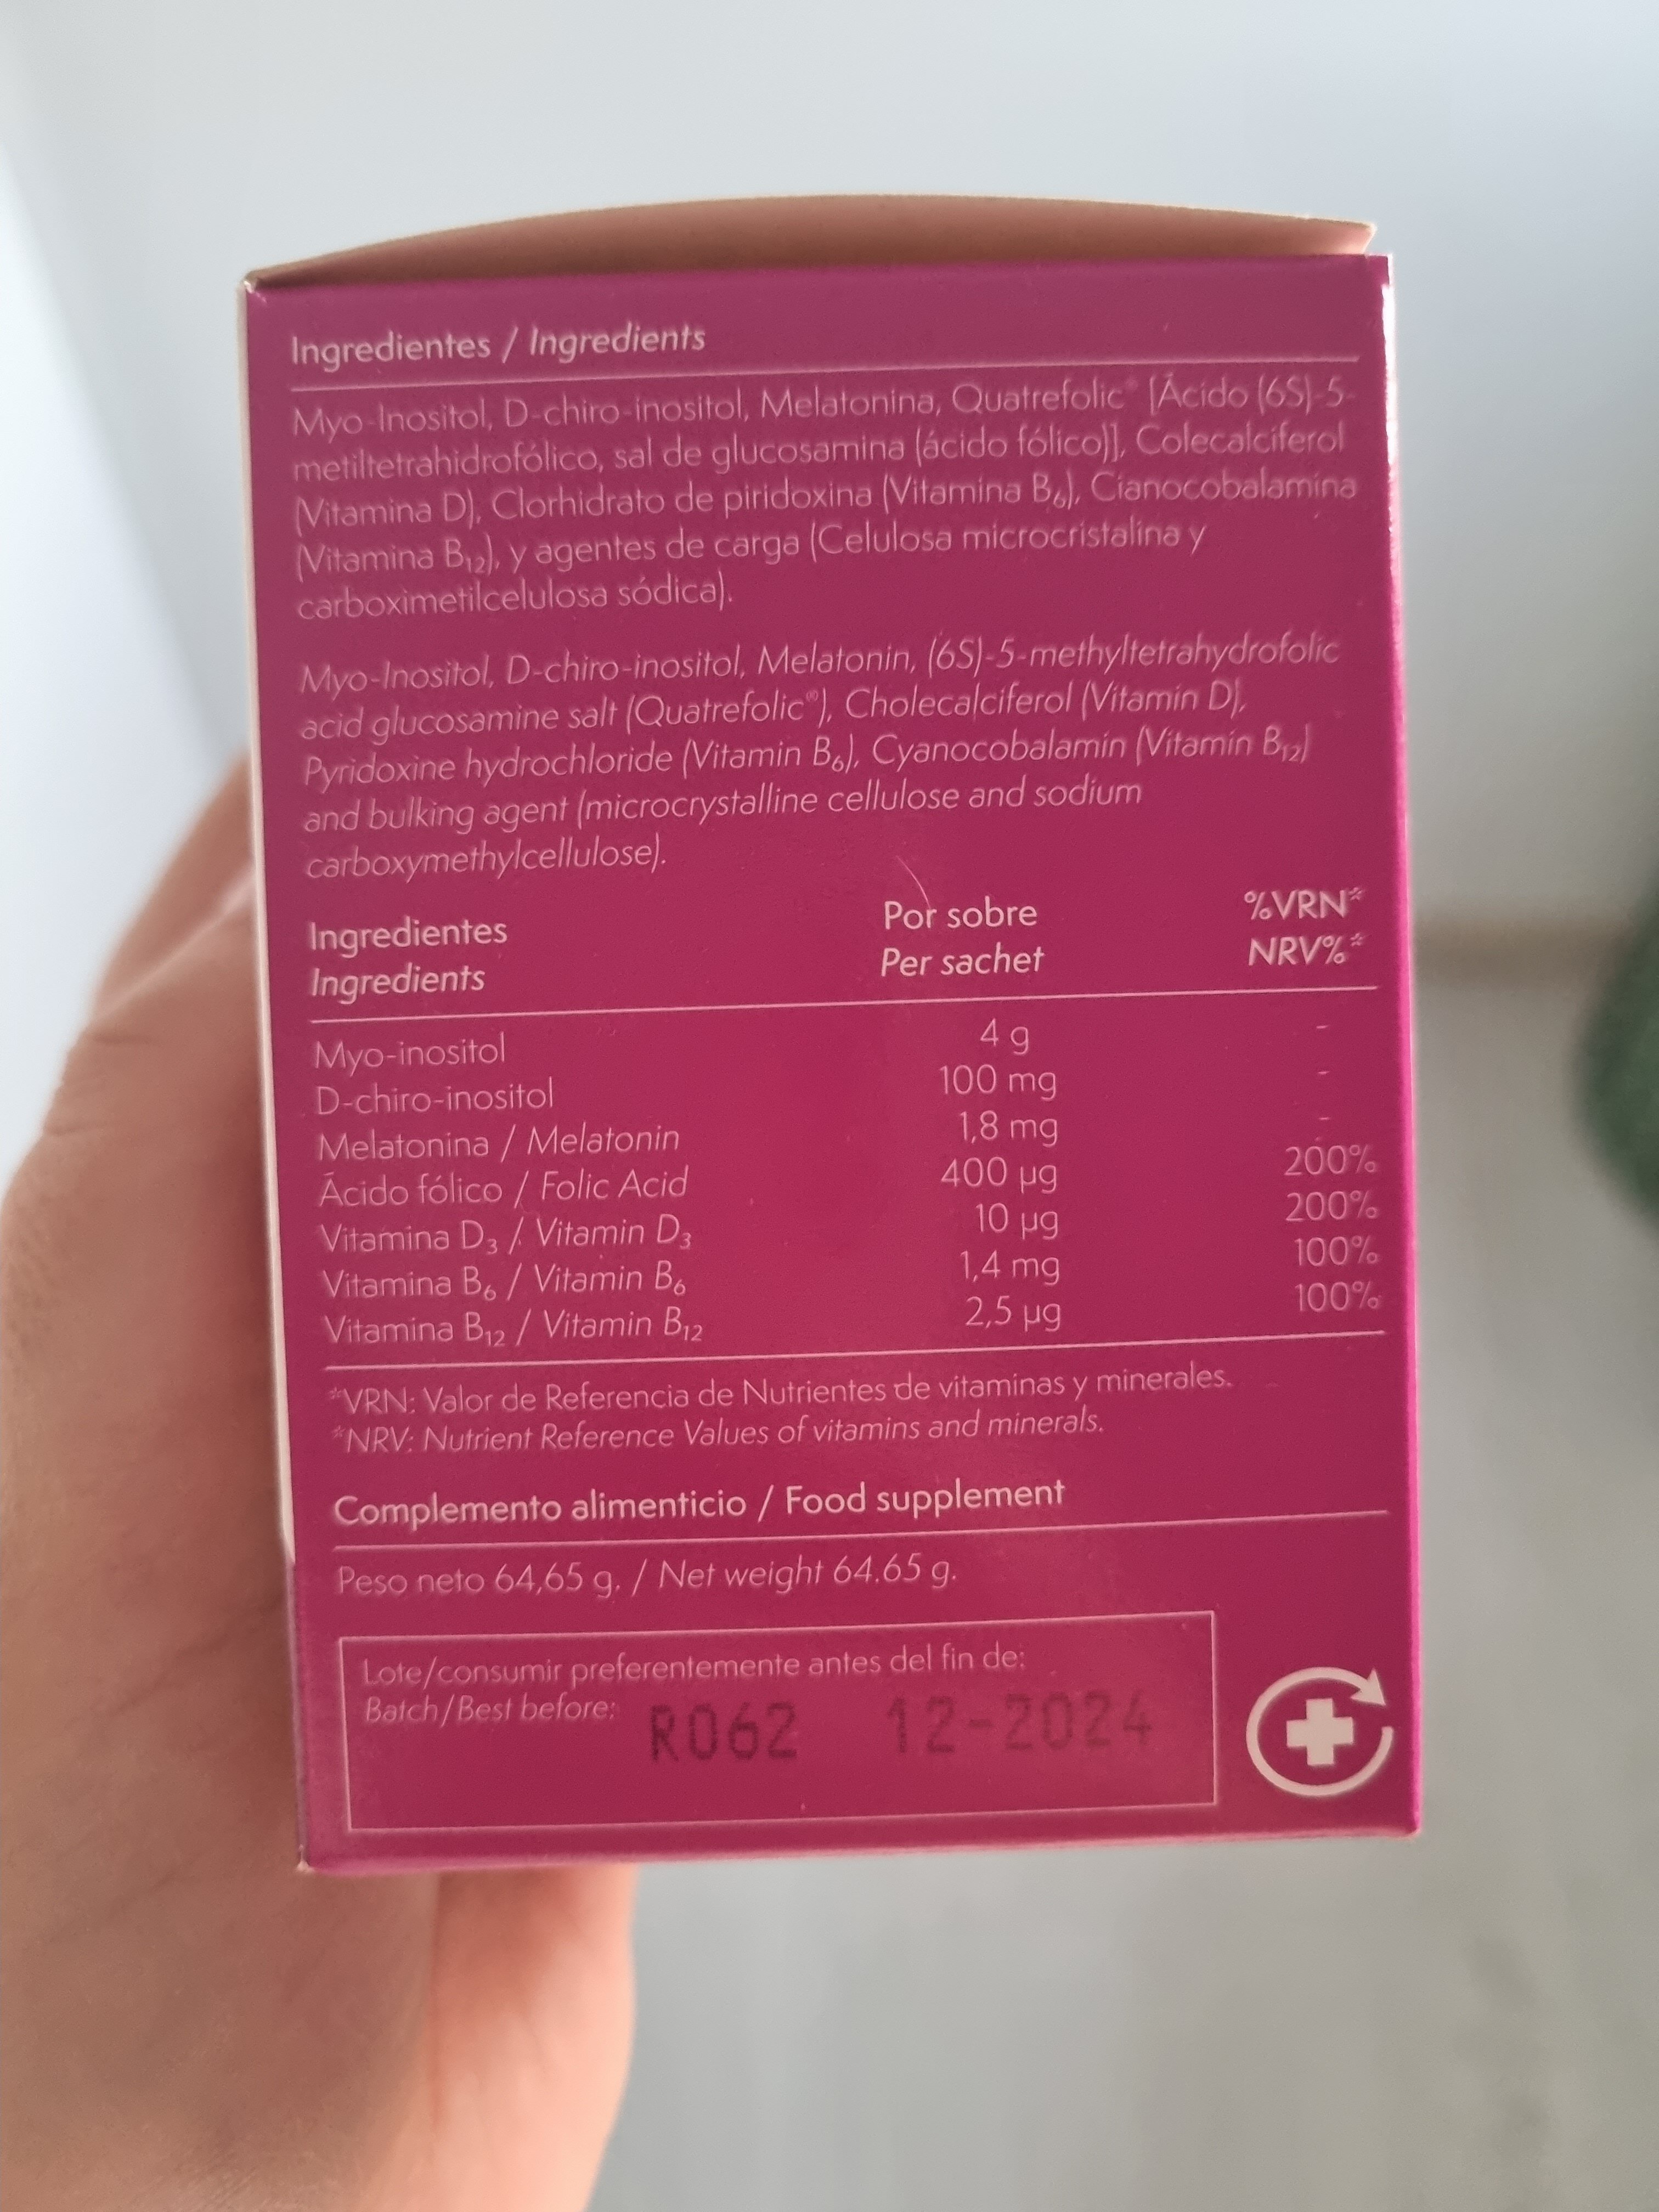 Ingredientes / Ingredients
Myo-Inositol, D-chiro-inositol, Melatonina, Quatrefolic® [Ácido (6S)-5-
metiltetrahidrofólico, sal de glucosamina (ácido fólico)], Colecalciferol
(Vitamina D), Clorhidrato de piridoxina (Vitamina B₆), Cianocobalamina
(Vitamina B₁₂), y agentes de carga (Celulosa microcristalina y
carboximetilcelulosa sódica).
Myo-Inositol, D-chiro-inositol, Melatonin, (6S)-5-methyltetrahydrofolic
acid glucosamine salt (Quatrefolic®), Cholecalciferol (Vitamin D),
Pyridoxine hydrochloride (Vitamin B₆), Cyanocobalamin (Vitamin B₁₂)
and bulking agent (microcrystalline cellulose and sodium
carboxymethylcellulose).
Ingredientes Por sobre %VRN*
Ingredients Per sachet NRV%*
Myo-inositol 4 g -
D-chiro-inositol 100 mg -
Melatonina / Melatonin 1,8 mg -
Ácido fólico / Folic Acid 400 µg 200%
Vitamina D₃ / Vitamin D₃ 10 µg 200%
Vitamina B₆ / Vitamin B₆ 1,4 mg 100%
Vitamina B₁₂ / Vitamin B₁₂ 2,5 µg 100%
*VRN: Valor de Referencia de Nutrientes de vitaminas y minerales.
*NRV: Nutrient Reference Values of vitamins and minerals.
Complemento alimenticio / Food supplement
Peso neto 64,65 g. / Net weight 64.65 g.
Lote/consumir preferentemente antes del fin de:
Batch/Best before: R062 12-2024